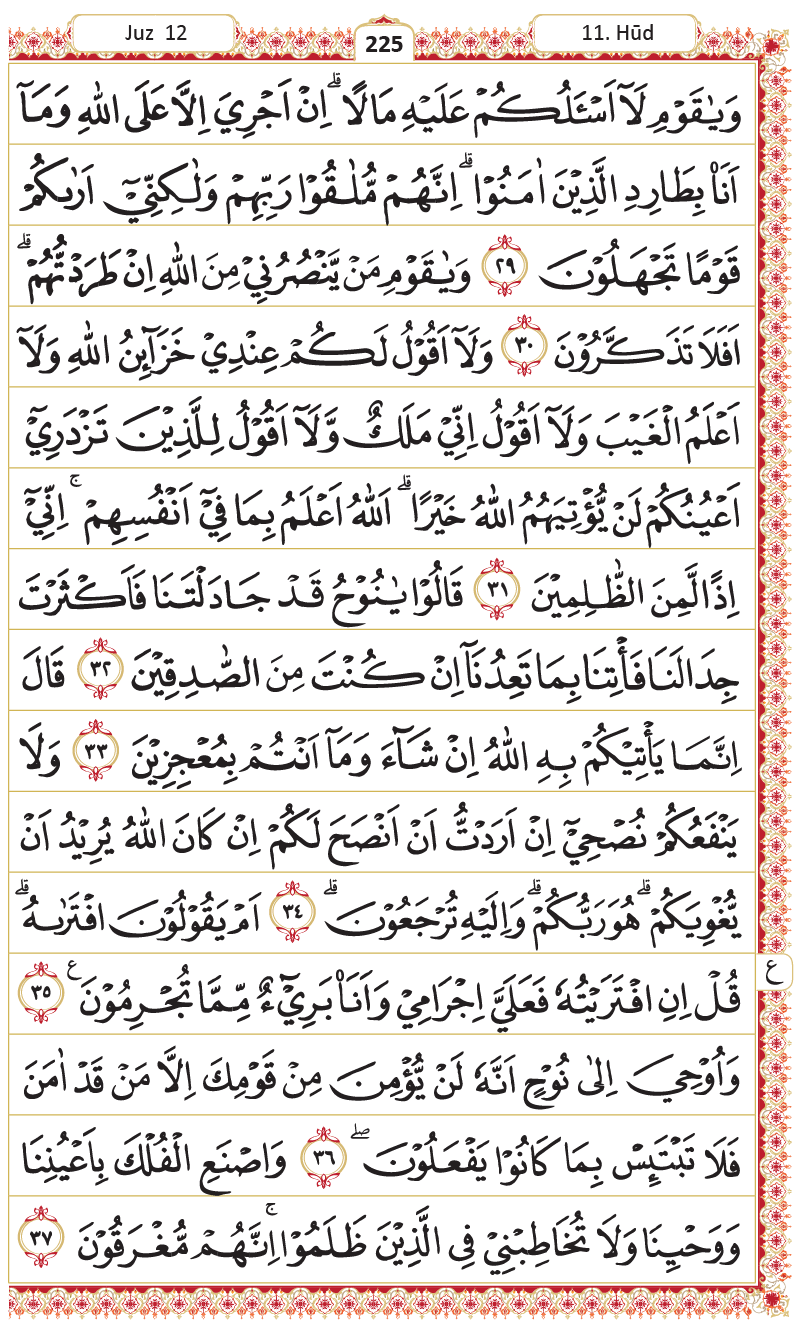 Juz 12
225
11. Hūd
وَيٰقَوْمِ لَآ اَسْـَٔلُكُمْ عَلَيْهِ مَالًا ۗ اِنْ اَجْرِيَ اِلَّا عَلَى اللّٰهِ وَمَآ
اَنَا۠ بِطَارِدِ الَّذِيْنَ اٰمَنُوْا ۗ اِنَّهُمْ مُّلٰقُوْا رَبِّهِمْ وَلٰكِنِّيْٓ اَرٰىكُمْ
قَوْمًا تَجْهَلُوْنَ ٢٩ وَيٰقَوْمِ مَنْ يَّنْصُرُنِيْ مِنَ اللّٰهِ اِنْ طَرَدْتُّهُمْ ۗ
اَفَلَا تَذَكَّرُوْنَ ٣٠ وَلَآ اَقُوْلُ لَكُمْ عِنْدِيْ خَزَاۤىِٕنُ اللّٰهِ وَلَآ
اَعْلَمُ الْغَيْبَ وَلَآ اَقُوْلُ اِنِّيْ مَلَكٌ وَّلَآ اَقُوْلُ لِلَّذِيْنَ تَزْدَرِيْٓ
اَعْيُنُكُمْ لَنْ يُّؤْتِيَهُمُ اللّٰهُ خَيْرًا ۗ اَللّٰهُ اَعْلَمُ بِمَا فِيْٓ اَنْفُسِهِمْ ۚ اِنِّيْٓ
اِذًا لَّمِنَ الظّٰلِمِيْنَ ٣١ قَالُوْا يٰنُوْحُ قَدْ جَادَلْتَنَا فَاَكْثَرْتَ
جِدَالَنَا فَأْتِنَا بِمَا تَعِدُنَآ اِنْ كُنْتَ مِنَ الصّٰدِقِيْنَ ٣٢ قَالَ
اِنَّمَا يَأْتِيْكُمْ بِهِ اللّٰهُ اِنْ شَاۤءَ وَمَآ اَنْتُمْ بِمُعْجِزِيْنَ ٣٣ وَلَا
يَنْفَعُكُمْ نُصْحِيْٓ اِنْ اَرَدْتُّ اَنْ اَنْصَحَ لَكُمْ اِنْ كَانَ اللّٰهُ يُرِيْدُ اَنْ
يُّغْوِيَكُمْ ۗ هُوَ رَبُّكُمْ ۗ وَاِلَيْهِ تُرْجَعُوْنَ ۗ ٣٤ اَمْ يَقُوْلُوْنَ افْتَرٰىهُ ۗ
قُلْ اِنِ افْتَرَيْتُهٗ فَعَلَيَّ اِجْرَامِيْ وَاَنَا۠ بَرِيْۤءٌ مِّمَّا تُجْرِمُوْنَ ࣖ ٣٥ ع
وَاُوْحِيَ اِلٰى نُوْحٍ اَنَّهٗ لَنْ يُّؤْمِنَ مِنْ قَوْمِكَ اِلَّا مَنْ قَدْ اٰمَنَ
فَلَا تَبْتَىِٕسْ بِمَا كَانُوْا يَفْعَلُوْنَ ۖ ٣٦ وَاصْنَعِ الْفُلْكَ بِاَعْيُنِنَا
وَوَحْيِنَا وَلَا تُخَاطِبْنِيْ فِى الَّذِيْنَ ظَلَمُوْا ۚ اِنَّهُمْ مُّغْرَقُوْنَ ٣٧